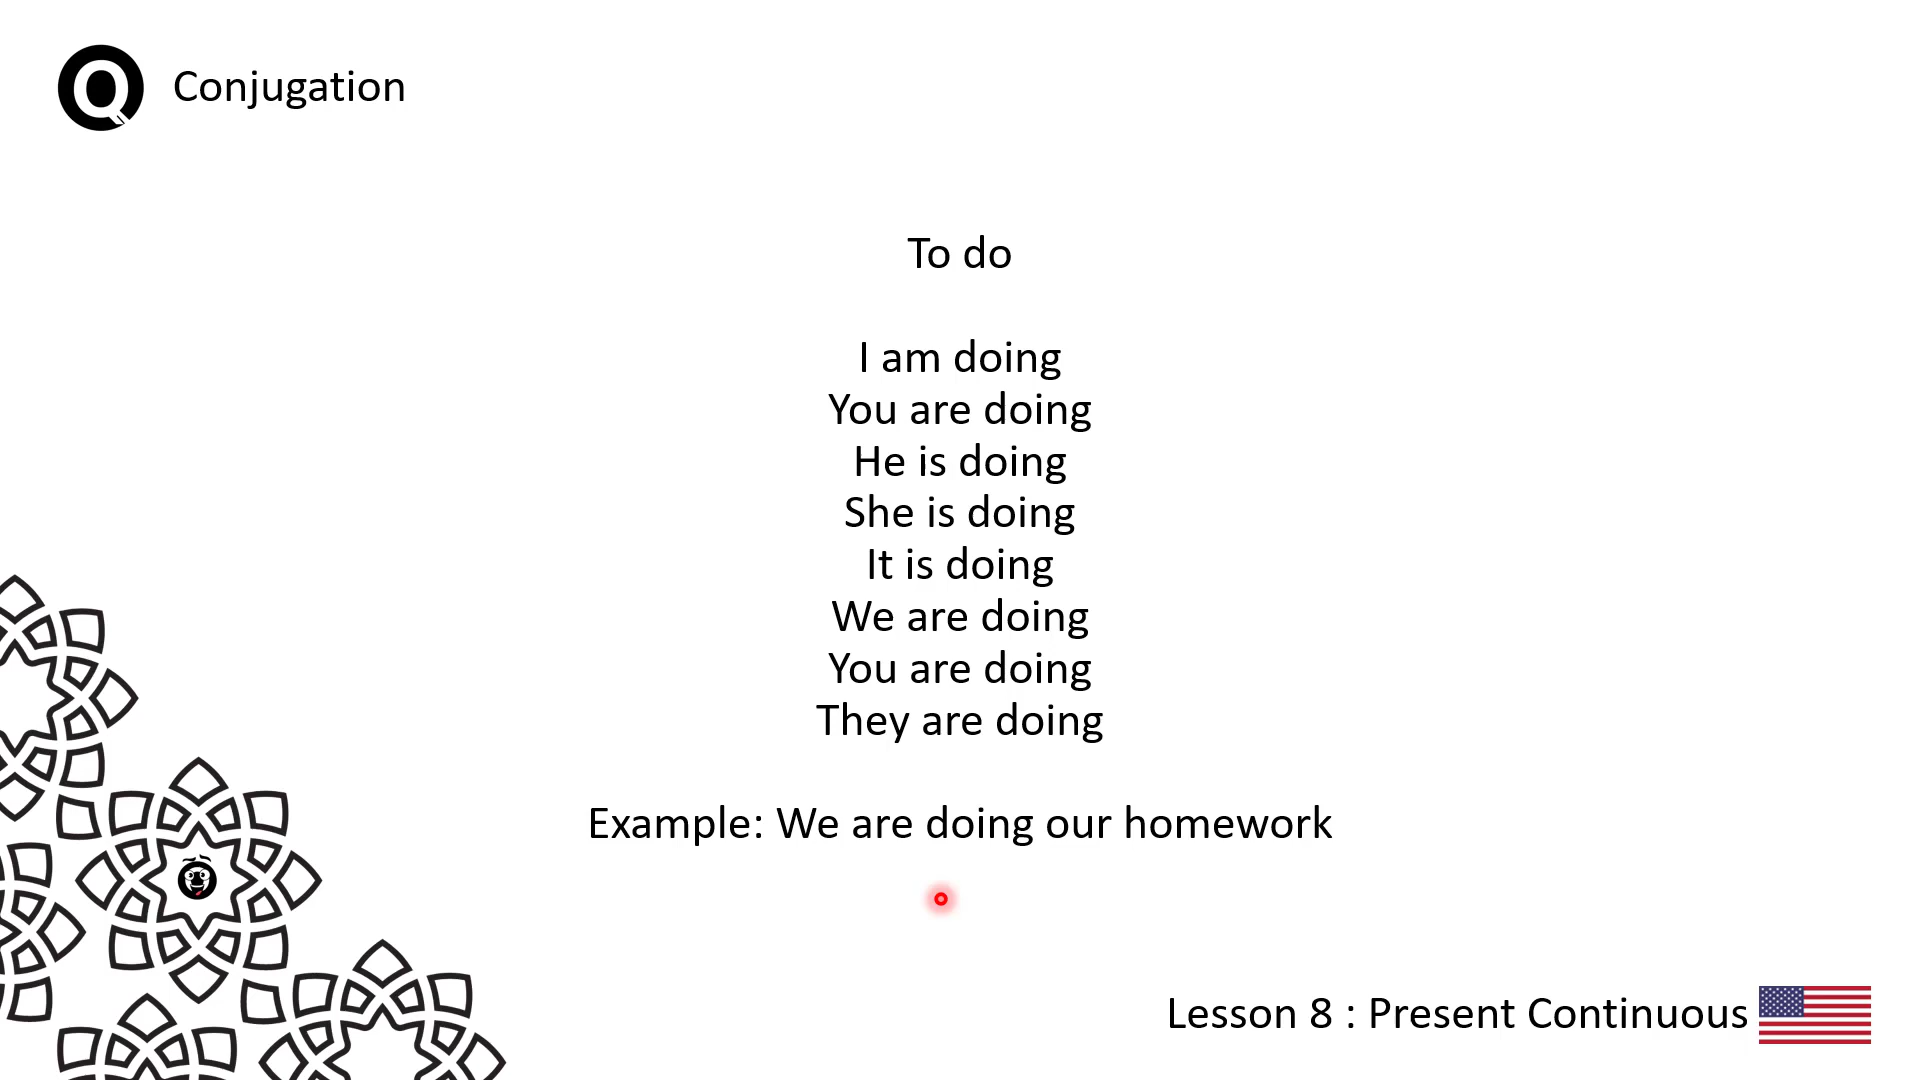 Q
Conjugation
To do
I am doing
You are doing
He is doing
She is doing
It is doing
We are doing
You are doing
They are doing
Example: We are doing our homework
Lesson 8 : Present Continuous